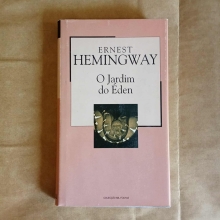 ERNEST
HEMINGWAY
O Jardim
do Éden